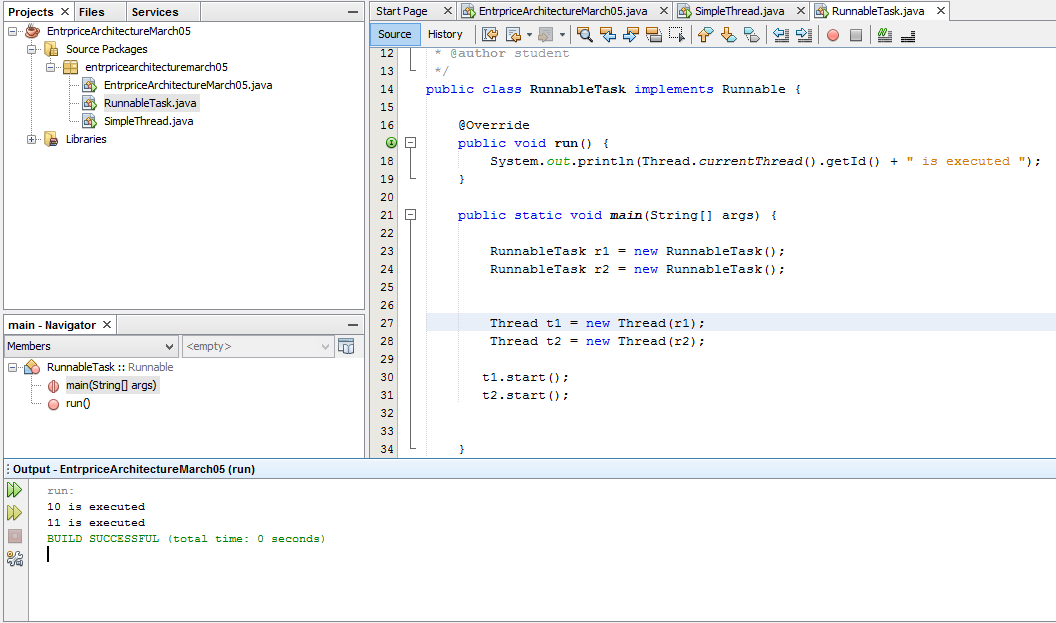 Projects
Files
Services
EntrpriceArchitectureMarch05
Source Packages
entrpricearchitecturemarch05
EntrpriceArchitectureMarch05.java
RunnableTask.java
SimpleThread.java
Libraries
main - Navigator
Members
<empty>
RunnableTask :: Runnable
main(String[] args)
run()
Start Page
EntrpriceArchitectureMarch05.java
SimpleThread.java
RunnableTask.java
Source
History
12 * @author student
13 */
14 public class RunnableTask implements Runnable {
15
16 @Override
public void run() {
18 System.out.println(Thread.currentThread().getId() + " is executed ");
19 }
20
21 public static void main(String[] args) {
22
23 RunnableTask r1 = new RunnableTask();
24 RunnableTask r2 = new RunnableTask();
25
26
27 Thread t1 = new Thread(r1);
28 Thread t2 = new Thread(r2);
29
30 t1.start();
31 t2.start();
32
33
34 }
Output - EntrpriceArchitectureMarch05 (run)
run:
10 is executed
11 is executed
BUILD SUCCESSFUL (total time: 0 seconds)